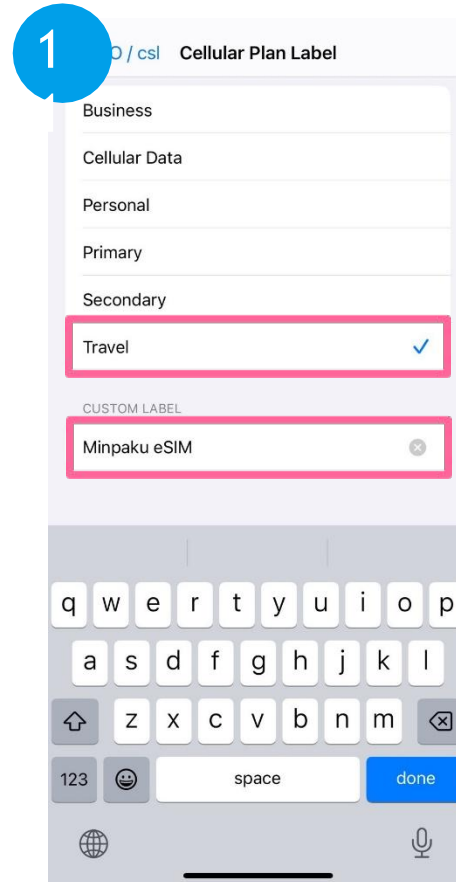 1
O / csl Cellular Plan Label
Business
Cellular Data
Personal
Primary
Secondary
Travel
CUSTOM LABEL
Minpaku eSIM
q w e r t y u i o p
a s d f g h j k l
z x c v b n m
123 space done